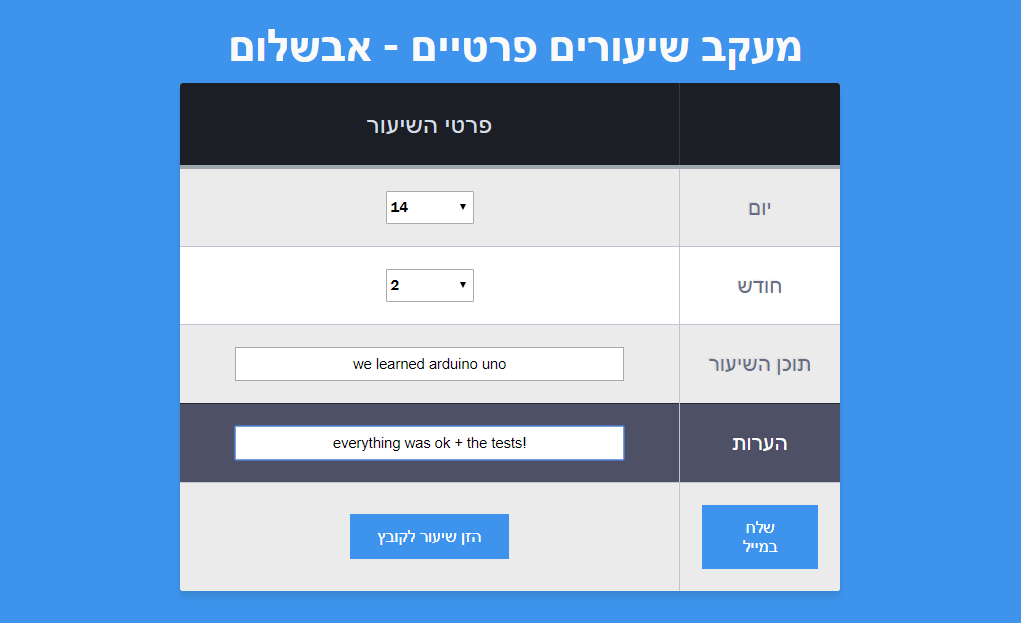 מעקב שיעורים פרטיים - אבשלום
פרטי השיעור
יום
14
חודש
2
תוכן השיעור
we learned arduino uno
הערות
everything was ok + the tests!
שלח
במייל
הזן שיעור לקובץ